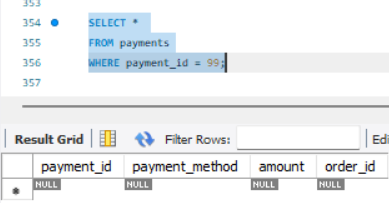 353
354 SELECT *
355 FROM payments
356 WHERE payment_id = 99;
357
Result Grid Filter Rows: Edi
payment_id payment_method amount order_id
NULL NULL NULL NULL